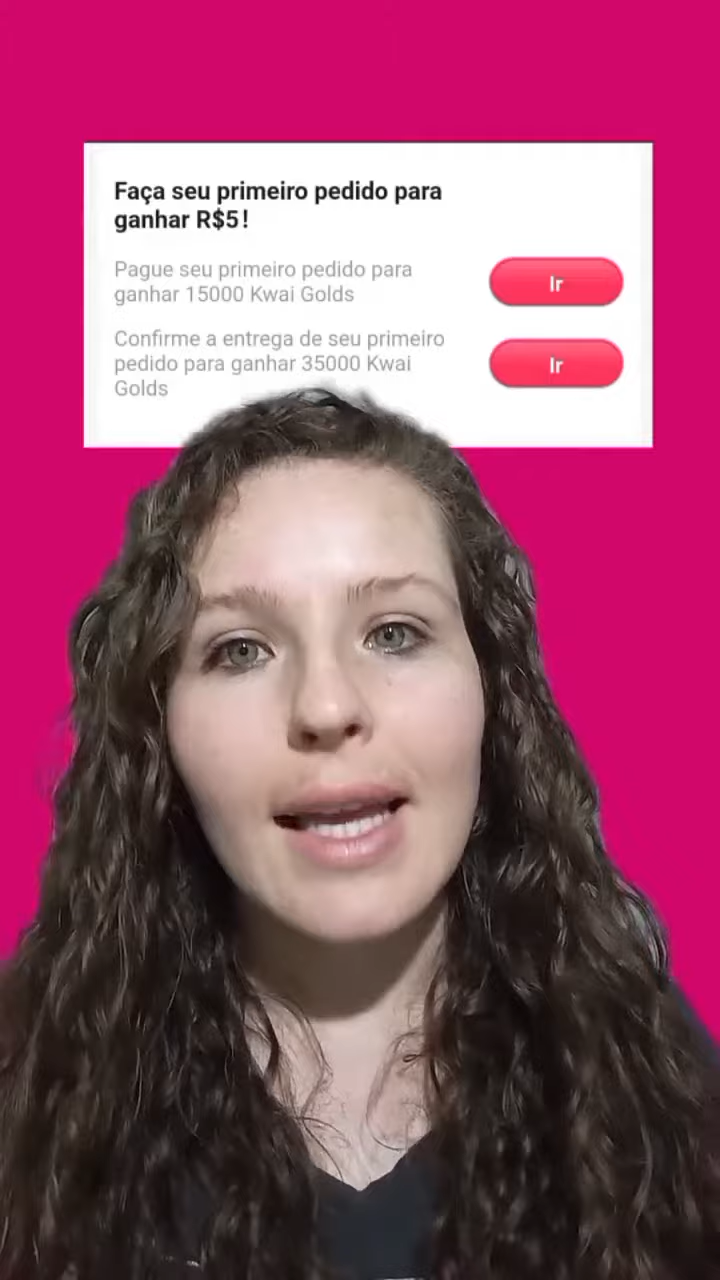 Faça seu primeiro pedido para
ganhar R$5!
Pague seu primeiro pedido para
ganhar 15000 Kwai Golds
Ir
Confirme a entrega de seu primeiro
pedido para ganhar 35000 Kwai
Golds
Ir